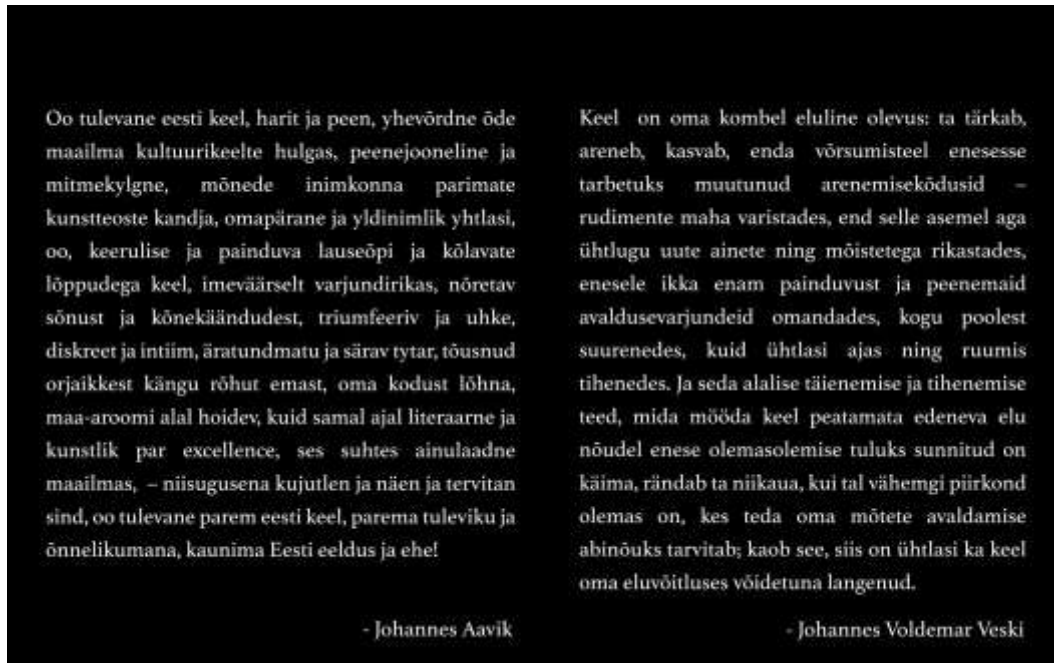 Oo tulevane eesti keel, harit ja peen, yhevõrdne õde
maailma kultuurikeelte hulgas, peenejooneline ja
mitmekylgne, mõnede inimkonna parimate
kunstteoste kandja, omapärane ja yldinimlik yhtlasi,
oo, keerulise ja painduva lauseõpi ja kõlavate
lõppudega keel, imeväärselt varjundirikas, nõretav
sõnust ja kõnekäändudest, triumfeeriv ja uhke,
diskreet ja intiim, äratundmatu ja särav tytar, tõusnud
orjaikkest kängu rõhut emast, oma kodust lõhna,
maa-aroomi alal hoidev, kuid samal ajal literaarne ja
kunstlik par excellence, ses suhtes ainulaadne
maailmas, – niisugusena kujutlen ja näen ja tervitan
sind, oo tulevane parem eesti keel, parema tuleviku ja
õnnelikumana, kaunima Eesti eeldus ja ehe!
- Johannes Aavik
Keel on oma kombel eluline olevus: ta tärkab,
areneb, kasvab, enda võrsumisteel enesesse
tarbetuks muutunud arenemisekõdusid –
rudimente maha varistades, end selle asemel aga
ühtlugu uute ainete ning mõistetega rikastades,
enesele ikka enam painduvust ja peenemaid
avaldusevarjundeid omandades, kogu poolest
suurenedes, kuid ühtlasi ajas ning ruumis
tihenedes. Ja seda alalise täienemise ja tihenemise
teed, mida mööda keel peatamata edeneva elu
nõudel enese olemasolemise tuluks sunnitud on
käima, rändab ta niikaua, kui tal vähemgi piirkond
olemas on, kes teda oma mõtete avaldamise
abinõuks tarvitab; kaob see, siis on ühtlasi ka keel
oma eluvõitluses võidetuna langenud.
- Johannes Voldemar Veski